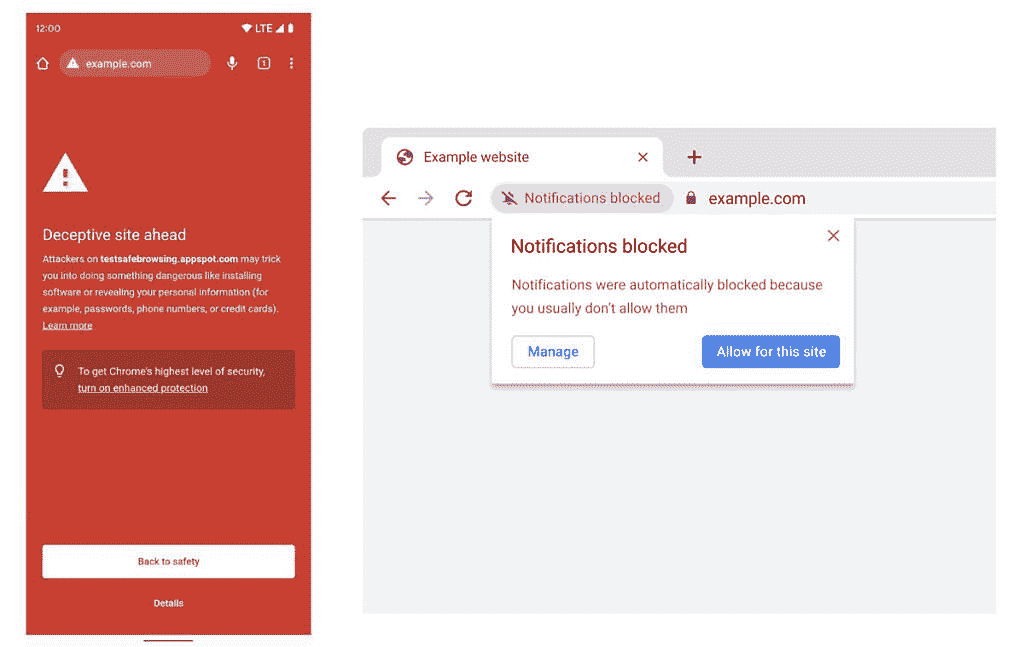 12:00 LTE
example.com 1
Deceptive site ahead
Attackers on testsafebrowsing.appspot.com may trick
you into doing something dangerous like installing
software or revealing your personal information (for
example, passwords, phone numbers, or credit cards).
Learn more
To get Chrome's highest level of security,
turn on enhanced protection
Back to safety
Details
Example website
Notifications blocked example.com
Notifications blocked
Notifications were automatically blocked because
you usually don't allow them
Manage Allow for this site